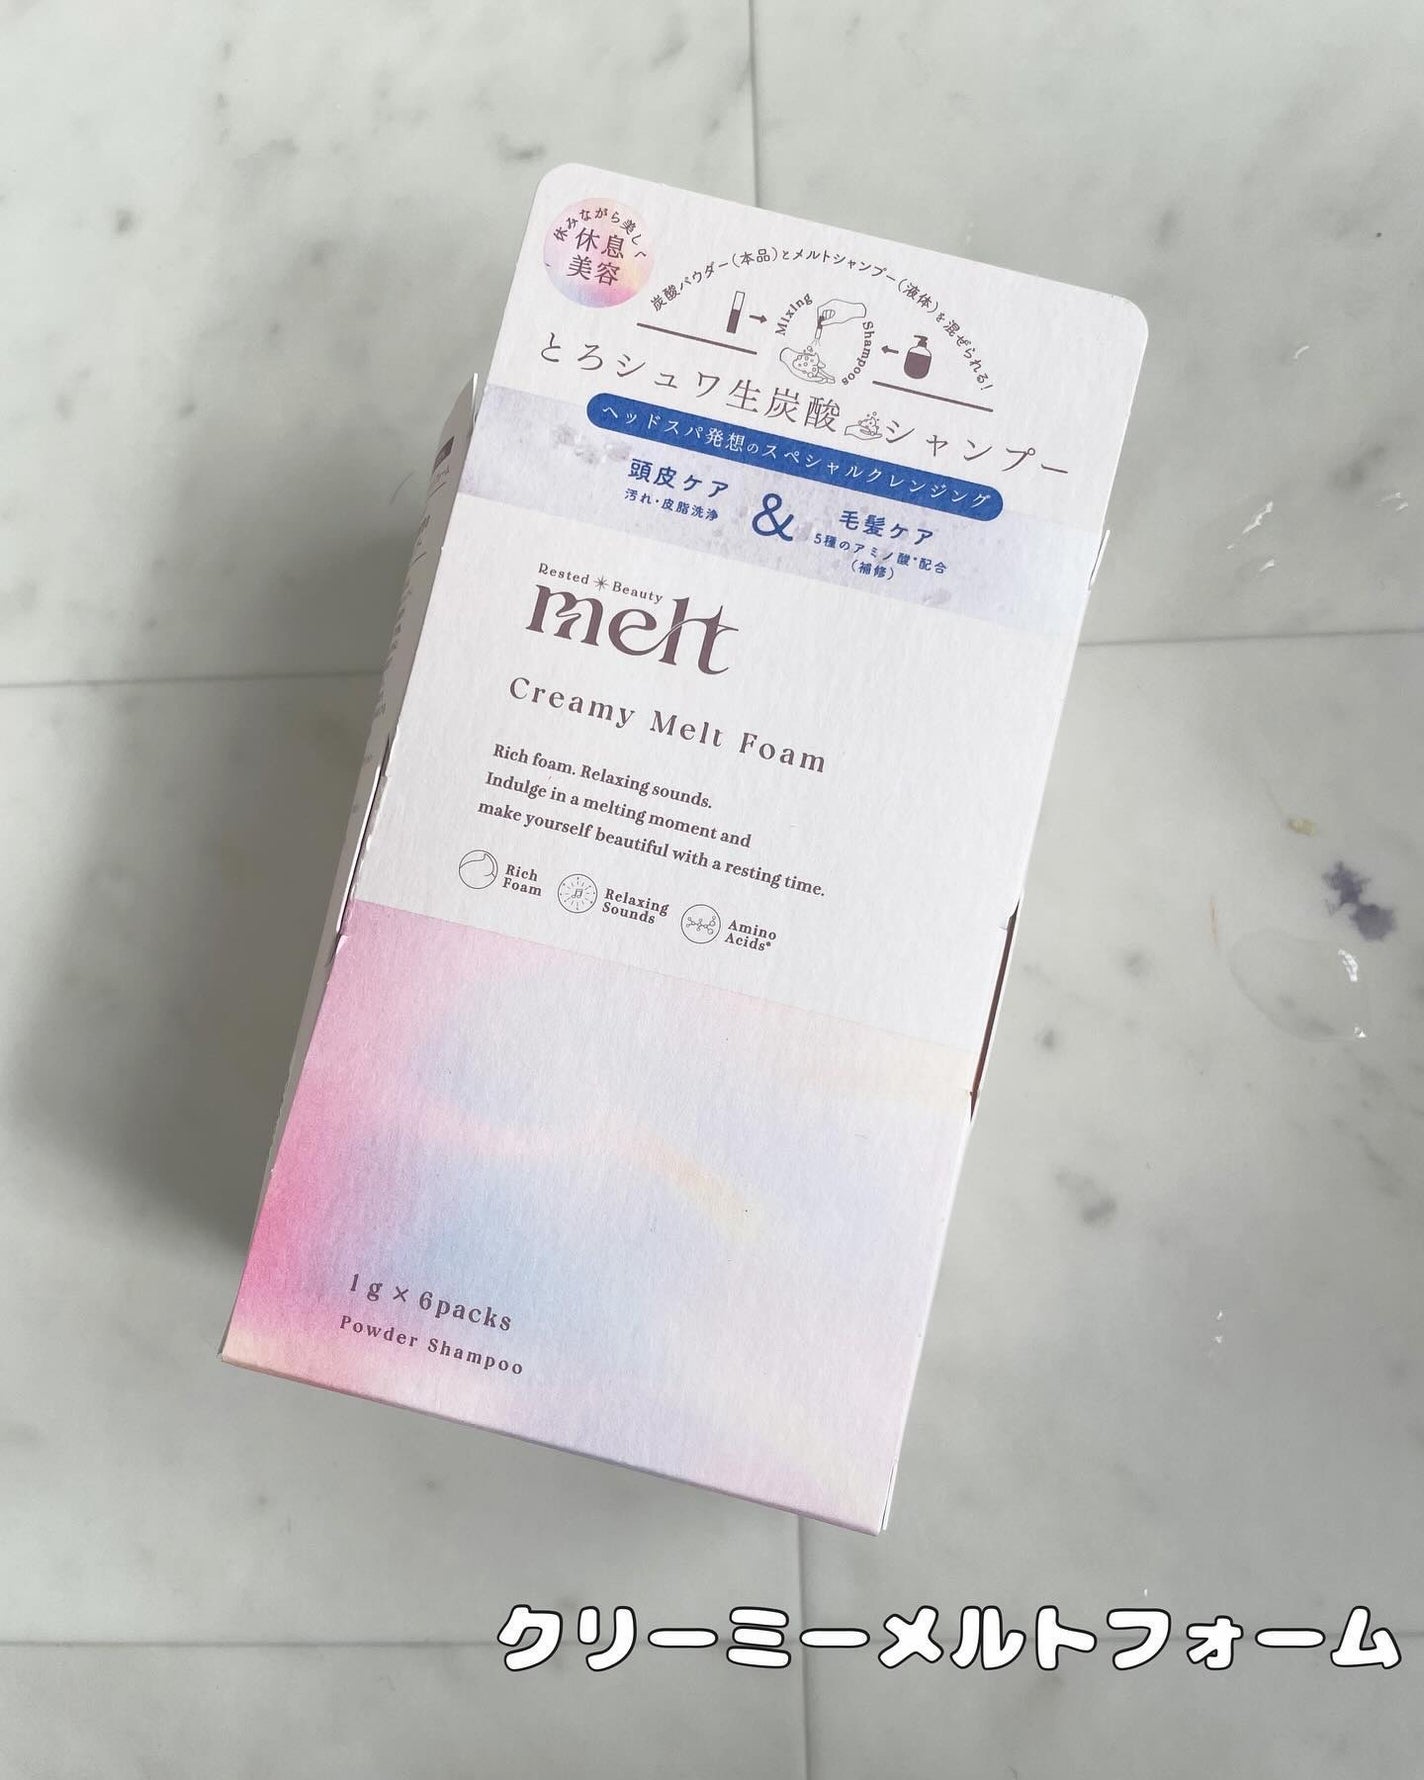 休みながら美しく
休息
美容
炭酸パウダー(本品)とメルトシャンプー(液体)を混ぜられる!
Mixing
Shampoos
とろシュワ生炭酸シャンプー
ヘッドスパ発想のスペシャルクレンジング
頭皮ケア
汚れ・皮脂洗浄
&
毛髪ケア
5種のアミノ酸*配合
(補修)
Rested Beauty
melt
Creamy Melt Foam
Rich foam. Relaxing sounds.
Indulge in a melting moment and
make yourself beautiful with a resting time.
Rich
Foam
Relaxing
Sounds
Amino
Acids*
1 g × 6packs
Powder Shampoo
クリーミーメルトフォーム